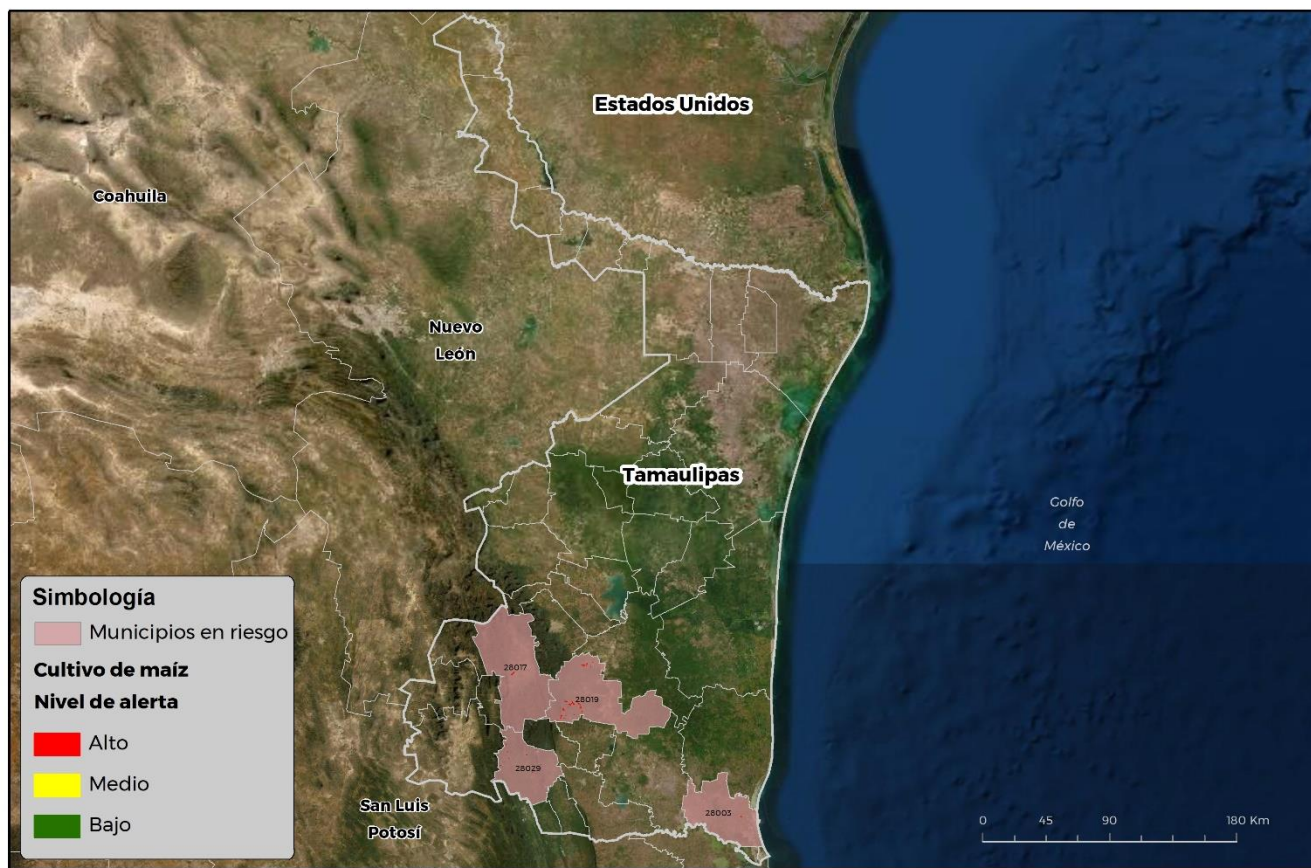 Estados Unidos
Coahuila
Nuevo
León
Tamaulipas
Golfo
de
México
Simbología
Municipios en riesgo
Cultivo de maíz
Nivel de alerta
Alto
Medio
Bajo
28017
28019
28029
28003
San Luis
Potosí
0 45 90 180 Km